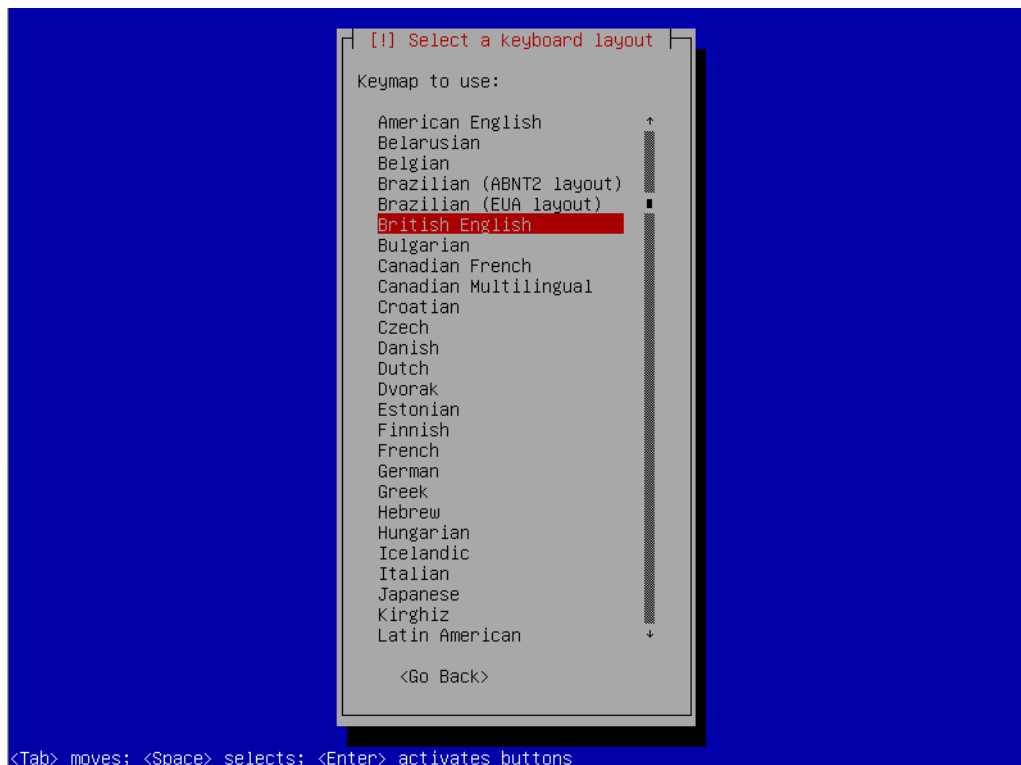 [!] Select a keyboard layout
Keymap to use:
American English
Belarusian
Belgian
Brazilian (ABNT2 layout)
Brazilian (EUA layout)
British English
Bulgarian
Canadian French
Canadian Multilingual
Croatian
Czech
Danish
Dutch
Dvorak
Estonian
Finnish
French
German
Greek
Hebrew
Hungarian
Icelandic
Italian
Japanese
Kirghiz
Latin American
<Go Back>
<Tab> moves; <Space> selects; <Enter> activates buttons